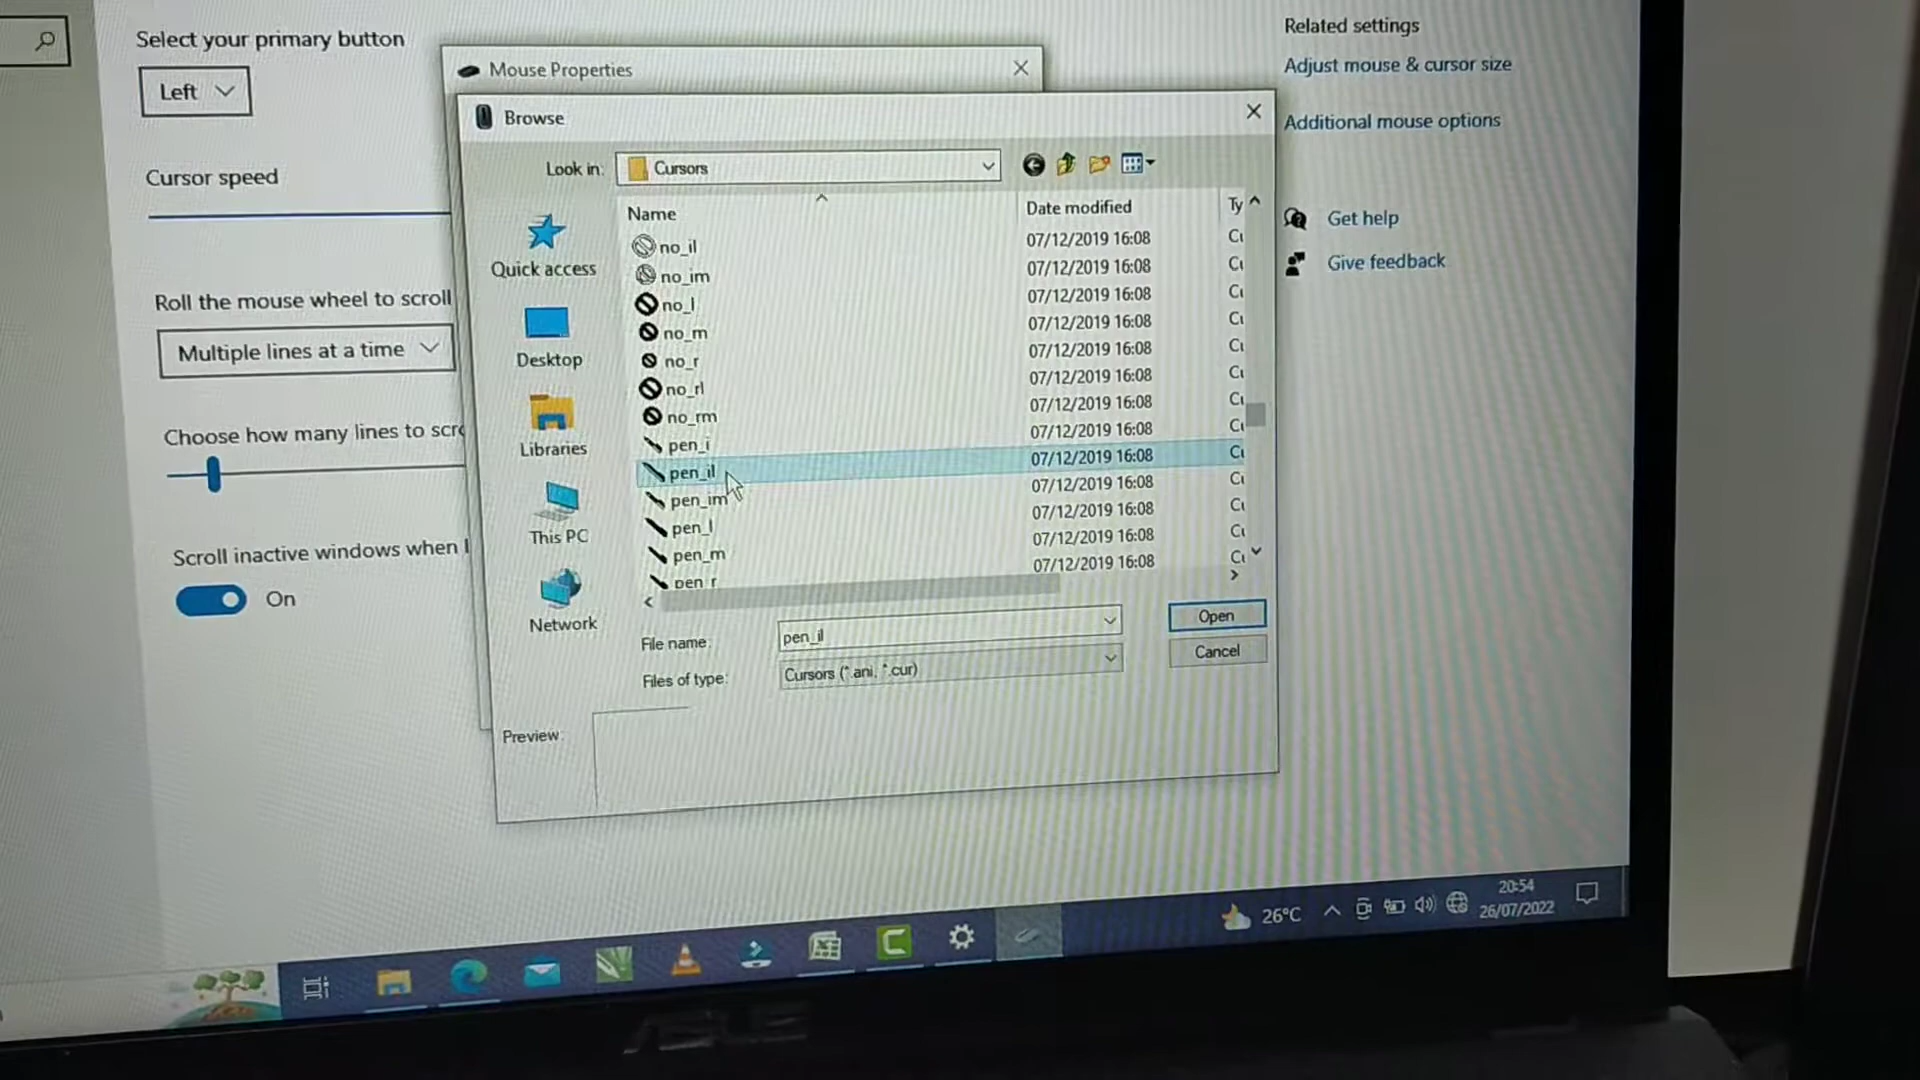 Select your primary button
Left
Cursor speed
Roll the mouse wheel to scroll
Multiple lines at a time
Choose how many lines to scro
Scroll inactive windows when I
On
Mouse Properties
Browse
Look in:
Cursors
Quick access
Desktop
Libraries
This PC
Network
Name
Date modified
Ty
no_il
07/12/2019 16:08
no_im
07/12/2019 16:08
no_l
07/12/2019 16:08
no_m
07/12/2019 16:08
no_r
07/12/2019 16:08
no_rl
07/12/2019 16:08
no_rm
07/12/2019 16:08
pen_i
07/12/2019 16:08
pen_il
07/12/2019 16:08
pen_im
07/12/2019 16:08
pen_l
07/12/2019 16:08
pen_m
07/12/2019 16:08
pen_r
07/12/2019 16:08
File name:
pen_il
Open
Files of type:
Cursors (*.ani, *.cur)
Cancel
Preview:
Related settings
Adjust mouse & cursor size
Additional mouse options
Get help
Give feedback
26°C
20:54
26/07/2022